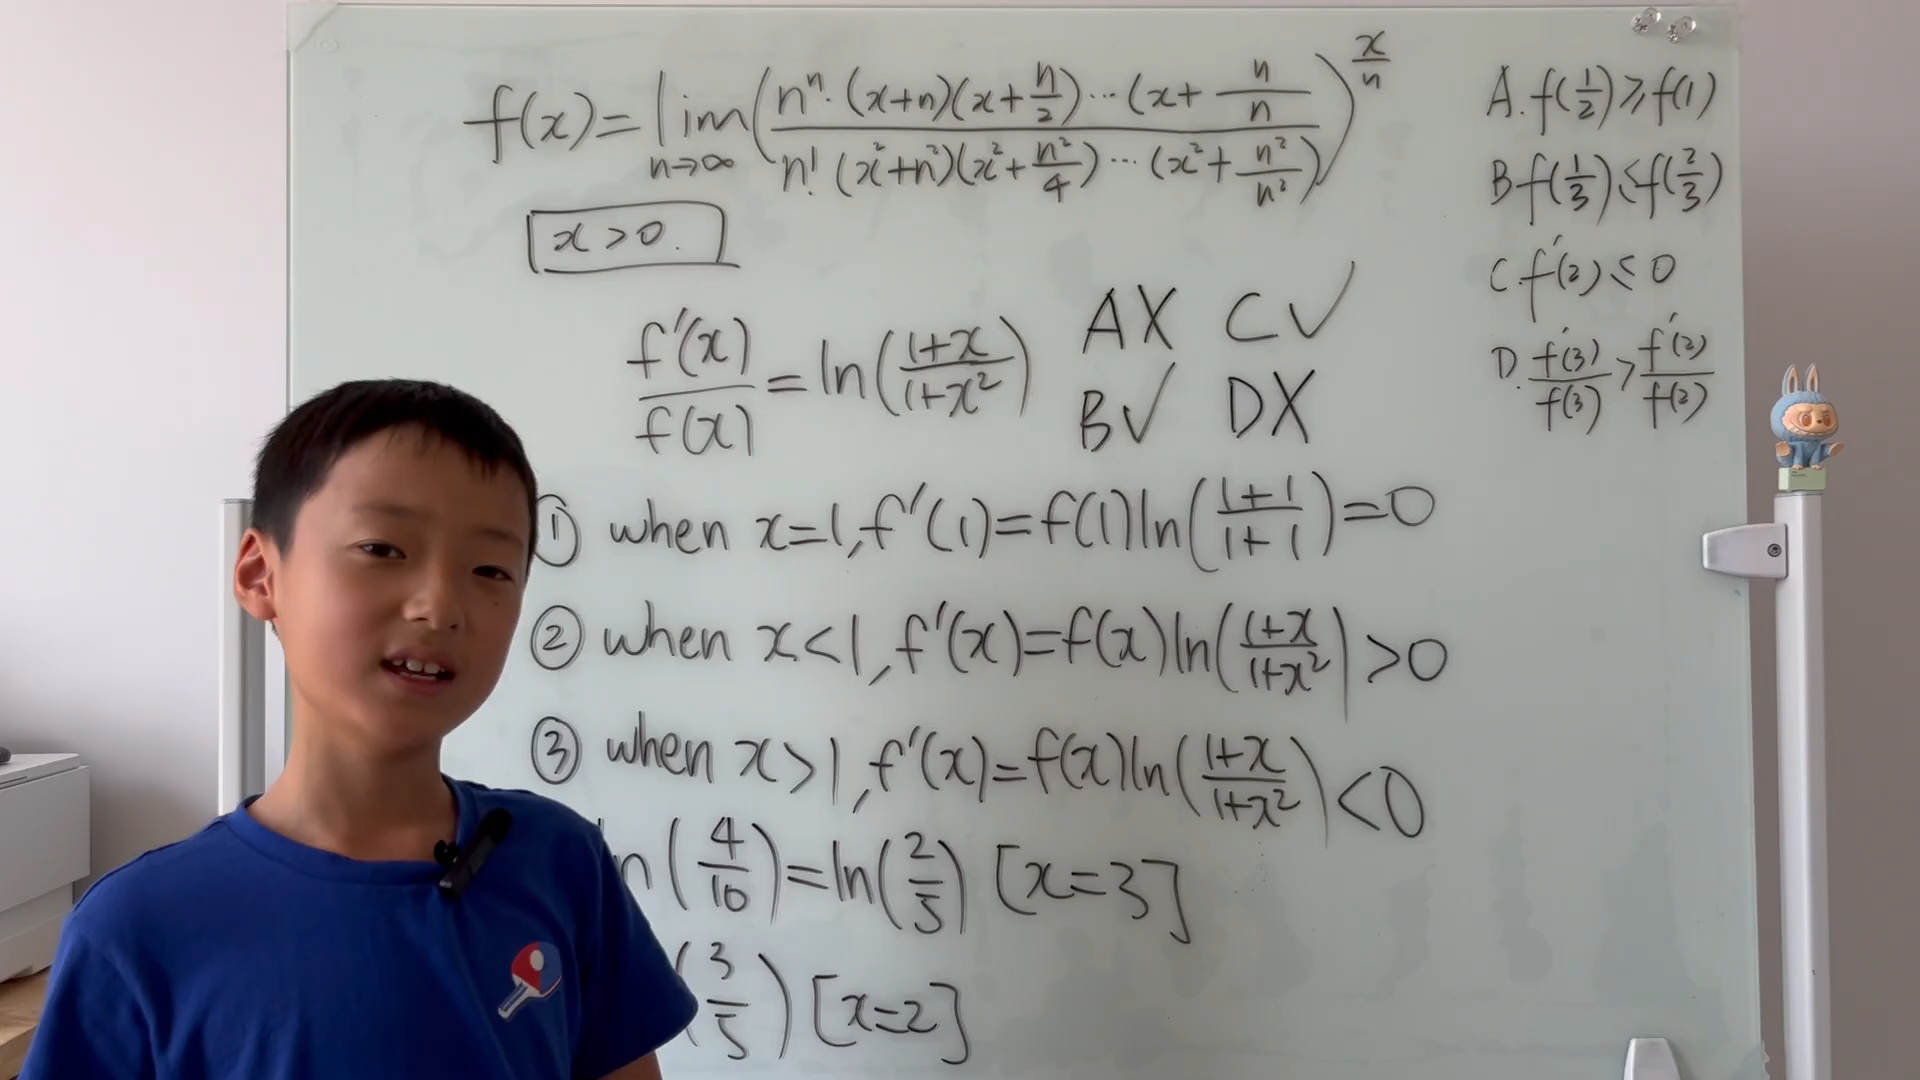 f(x)=lim n→∞ (n^n·(x+n)(x+n/2)···(x+n/n) / n!(x²+n²)(x²+n²/4)···(x²+n²/n²))^(x/n)
x>0.
A. f(1/2)⩾f(1)
B f(1/3)⩽f(2/3)
C. f'(2)⩽0
D. f'(3)/f(3)>f'(2)/f(2)
f'(x)/f(x)=ln((1+x)/(1+x²))
A X C ✓
B ✓ D X
① when x=1, f'(1)=f(1)ln((1+1)/(1+1))=0
② when x<1, f'(x)=f(x)ln((1+x)/(1+x²))>0
③ when x>1, f'(x)=f(x)ln((1+x)/(1+x²))<0
n(4/10)=ln(2/5) [x=3]
(3/5) [x=2]